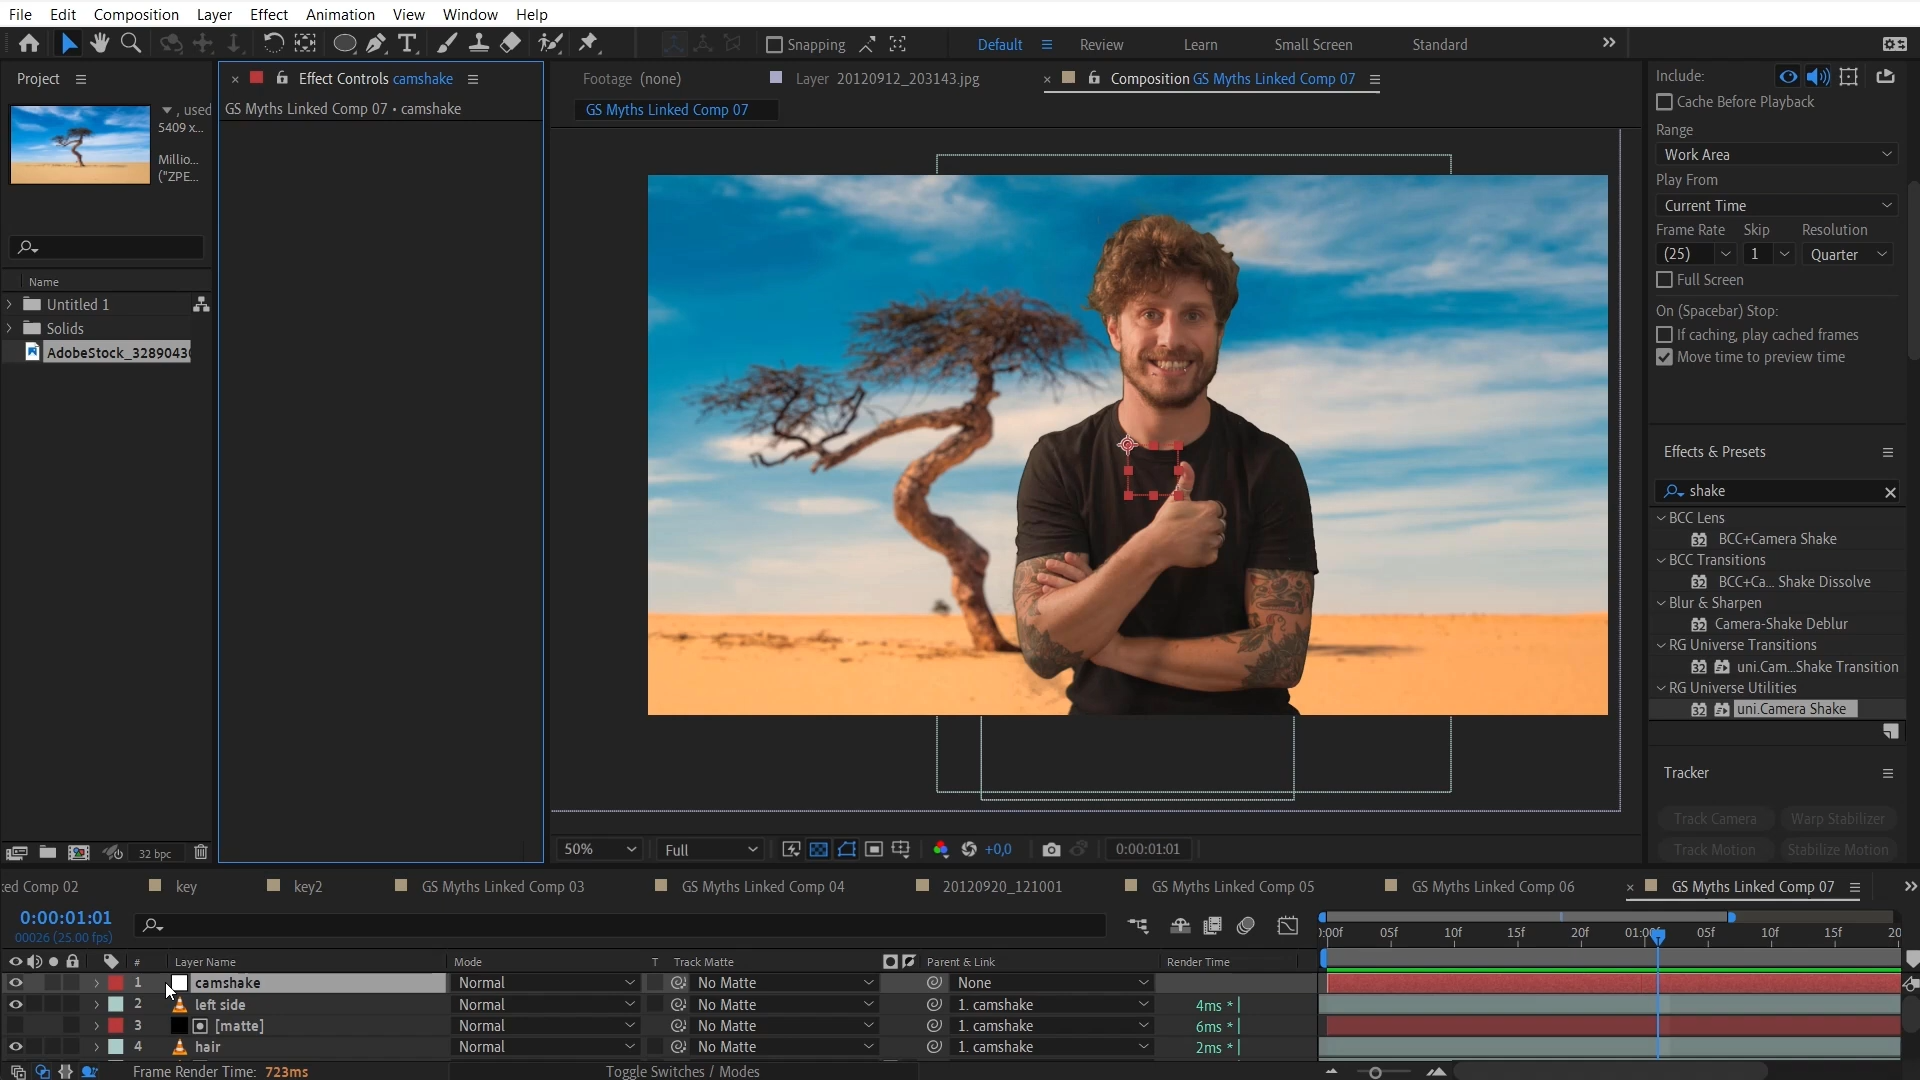 File Edit Composition Layer Effect Animation View Window Help
Snapping
Default Review Learn Small Screen Standard
Project
Effect Controls camshake
GS Myths Linked Comp 07 • camshake
, used
5409 x...
Millio...
("ZPE...
Name
Untitled 1
Solids
AdobeStock_3289043
32 bpc
Footage (none)
Layer 20120912_203143.jpg
Composition GS Myths Linked Comp 07
GS Myths Linked Comp 07
50% Full +0,0 0:00:01:01
Include:
Cache Before Playback
Range
Work Area
Play From
Current Time
Frame Rate Skip Resolution
(25) 1 Quarter
Full Screen
On (Spacebar) Stop:
If caching, play cached frames
Move time to preview time
Effects & Presets
shake
BCC Lens
32 BCC+Camera Shake
BCC Transitions
32 BCC+Ca... Shake Dissolve
Blur & Sharpen
32 Camera-Shake Deblur
RG Universe Transitions
32 uni.Cam...Shake Transition
RG Universe Utilities
32 uni.Camera Shake
Tracker
Track Camera Warp Stabilizer
Track Motion Stabilize Motion
ked Comp 02 key key2 GS Myths Linked Comp 03 GS Myths Linked Comp 04 20120920_121001 GS Myths Linked Comp 05 GS Myths Linked Comp 06 GS Myths Linked Comp 07
0:00:01:01
00026 (25.00 fps)
:00f 05f 10f 15f 20f 01:00f 05f 10f 15f 20
# Layer Name Mode T Track Matte Parent & Link Render Time
1 camshake Normal No Matte None
2 left side Normal No Matte 1. camshake 4ms *
3 [matte] Normal No Matte 1. camshake 6ms *
4 hair Normal No Matte 1. camshake 2ms *
Frame Render Time: 723ms
Toggle Switches / Modes